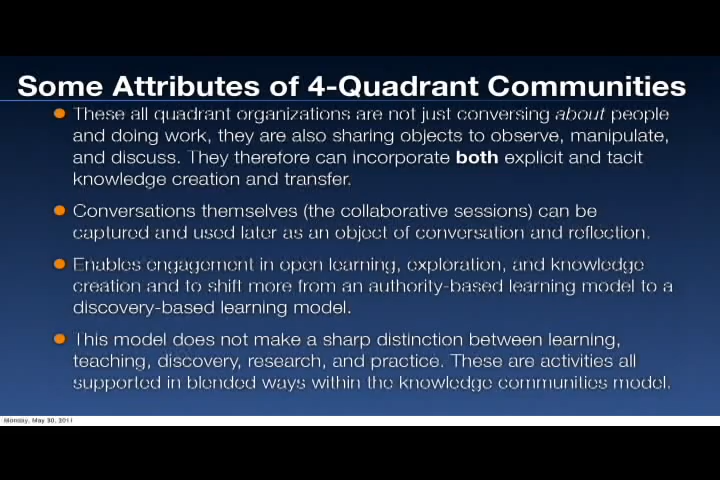 Some Attributes of 4-Quadrant Communities
These all quadrant organizations are not just conversing about people
and doing work, they are also sharing objects to observe, manipulate,
and discuss. They therefore can incorporate both explicit and tacit
knowledge creation and transfer.
Conversations themselves (the collaborative sessions) can be
captured and used later as an object of conversation and reflection.
Enables engagement in open learning, exploration, and knowledge
creation and to shift more from an authority-based learning model to a
discovery-based learning model.
This model does not make a sharp distinction between learning,
teaching, discovery, research, and practice. These are activities all
supported in blended ways within the knowledge communities model.
Monday, May 30, 2011